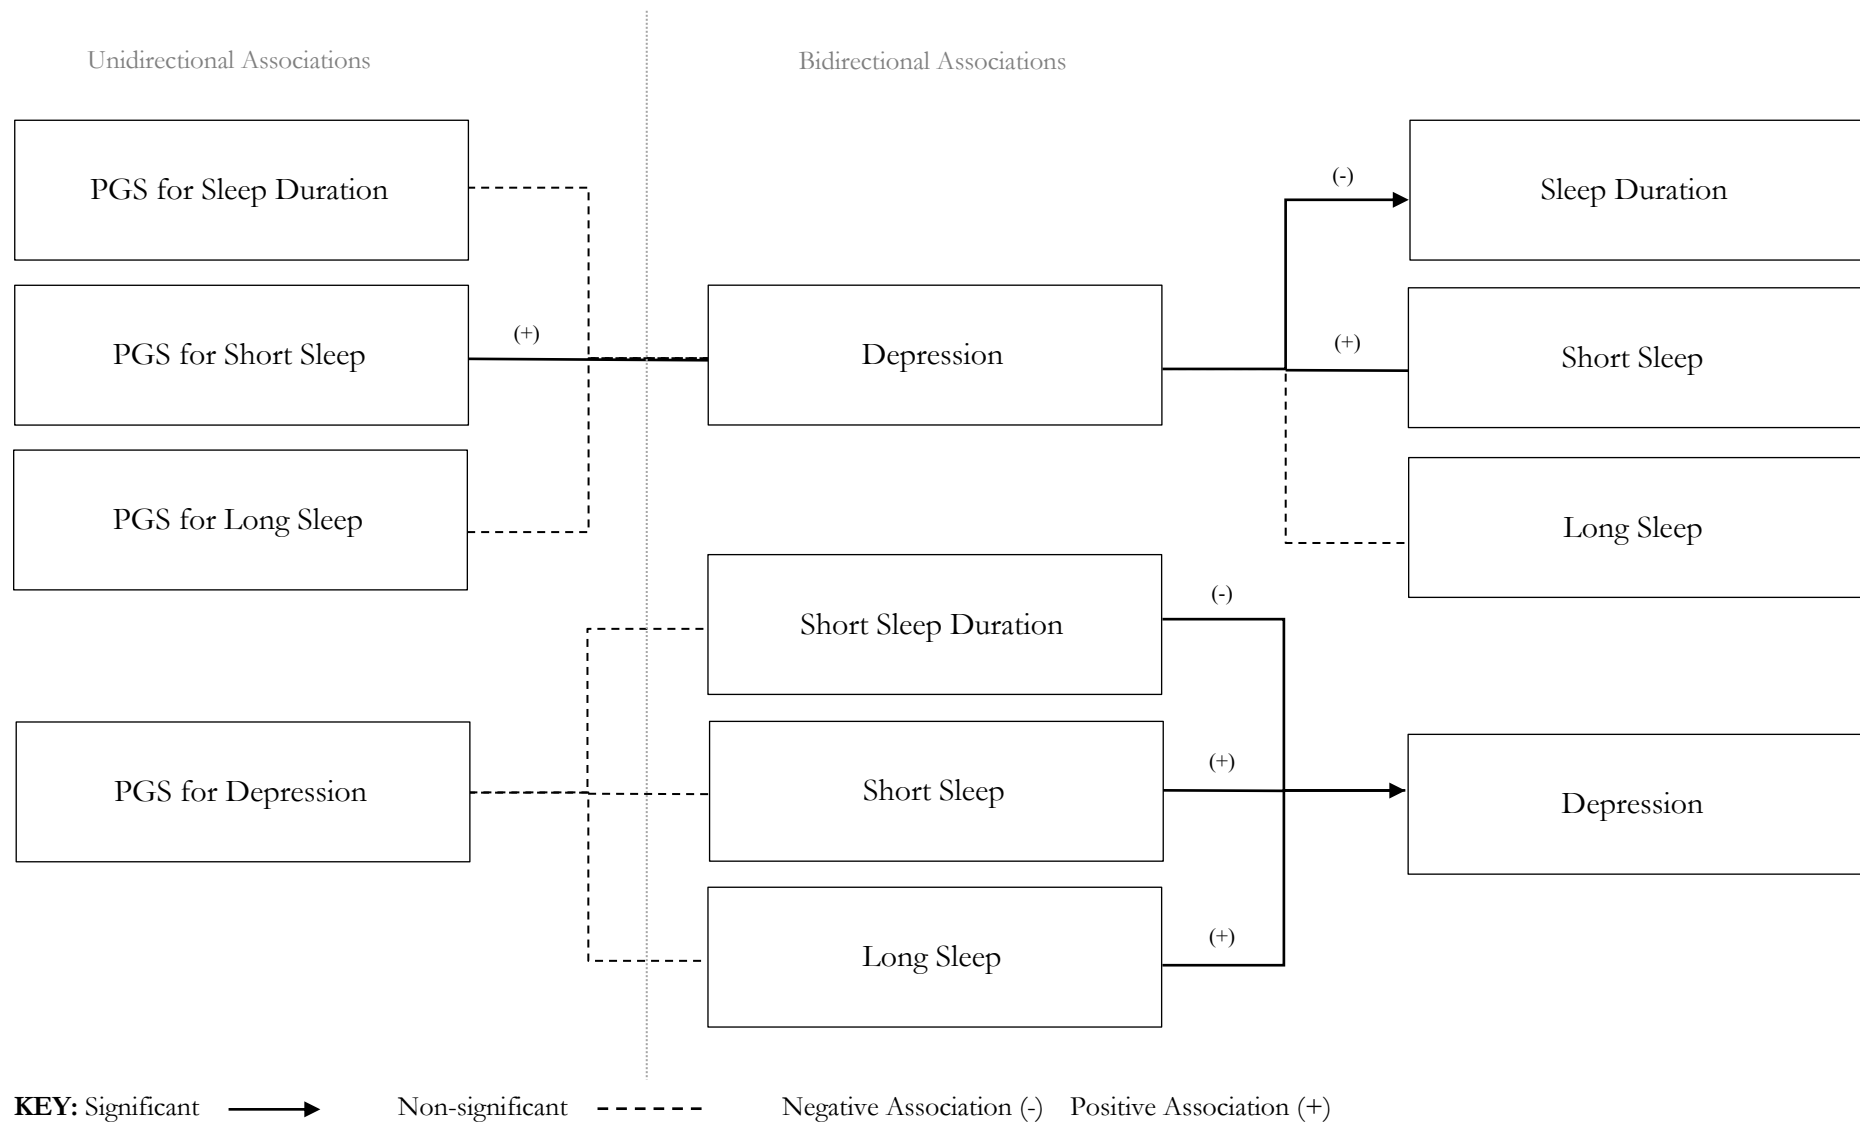 Unidirectional Associations
Bidirectional Associations
PGS for Sleep Duration
(-)
Sleep Duration
PGS for Short Sleep
(+)
Depression
(+)
Short Sleep
PGS for Long Sleep
Long Sleep
Short Sleep Duration
(-)
PGS for Depression
Short Sleep
(+)
Depression
Long Sleep
(+)
KEY: Significant Non-significant Negative Association (-) Positive Association (+)